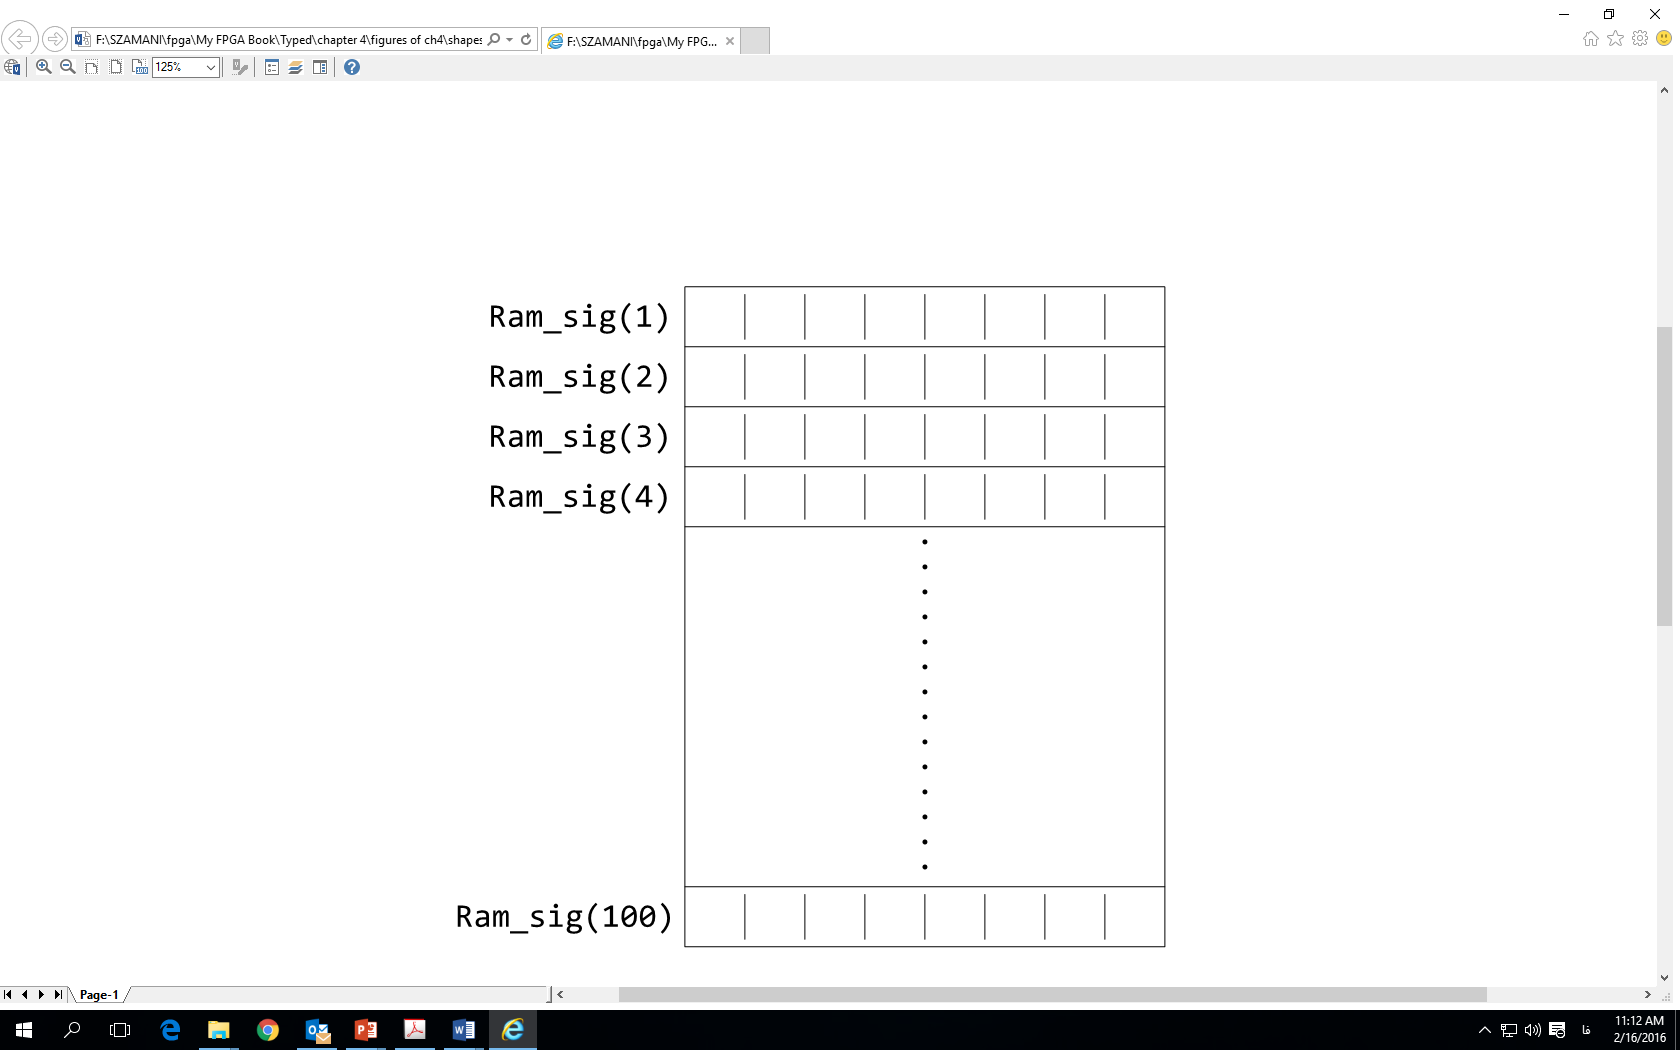 F:\SZAMANI\fpga\My FPGA Book\Typed\chapter 4\figures of ch4\shapes
F:\SZAMANI\fpga\My FPG...
125%
Ram_sig(1)
Ram_sig(2)
Ram_sig(3)
Ram_sig(4)
Ram_sig(100)
Page-1
فا
11:12 AM
2/16/2016